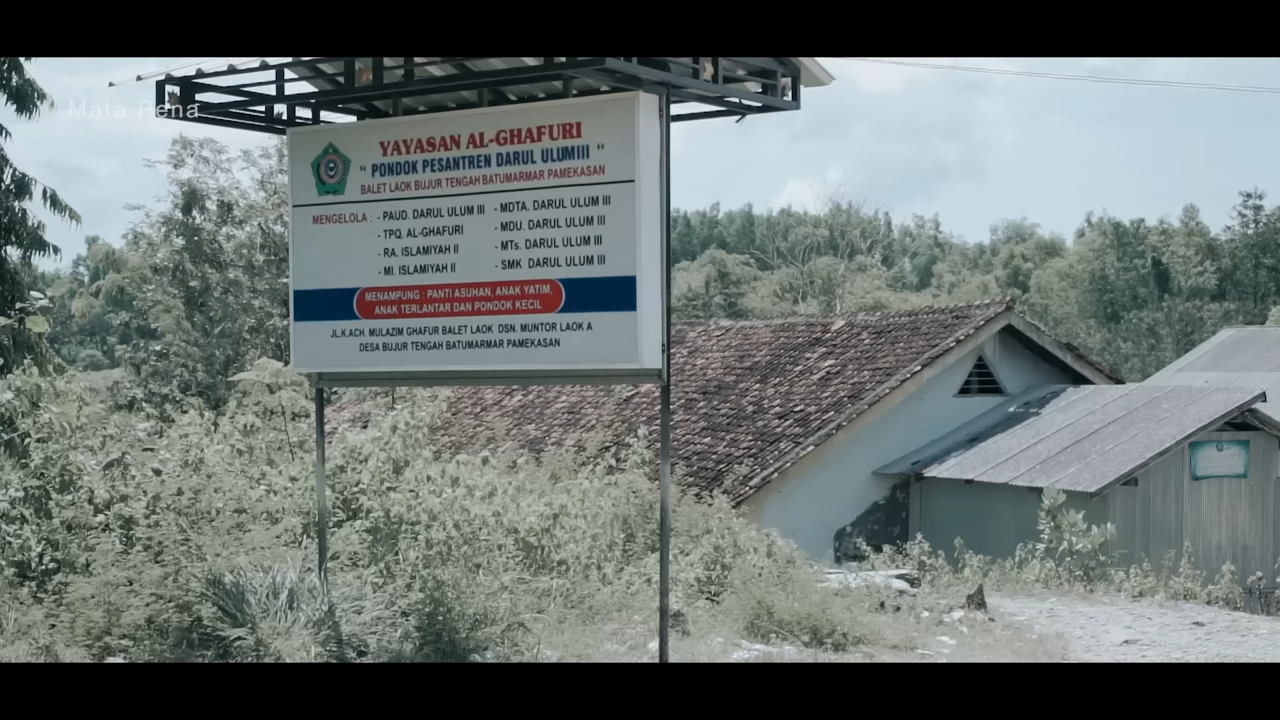 Mata Pena
YAYASAN AL-GHAFURI
“ PONDOK PESANTREN DARUL ULUMIII “
BALET LAOK BUJUR TENGAH BATUMARMAR PAMEKASAN
MENGELOLA : - PAUD. DARUL ULUM III - MDTA. DARUL ULUM III
- TPQ. AL-GHAFURI - MDU. DARUL ULUM III
- RA. ISLAMIYAH II - MTs. DARUL ULUM III
- MI. ISLAMIYAH II - SMK DARUL ULUM III
MENAMPUNG : PANTI ASUHAN, ANAK YATIM,
ANAK TERLANTAR DAN PONDOK KECIL
JL.K.ACH. MULAZIM GHAFUR BALET LAOK DSN. MUNTOR LAOK A
DESA BUJUR TENGAH BATUMARMAR PAMEKASAN